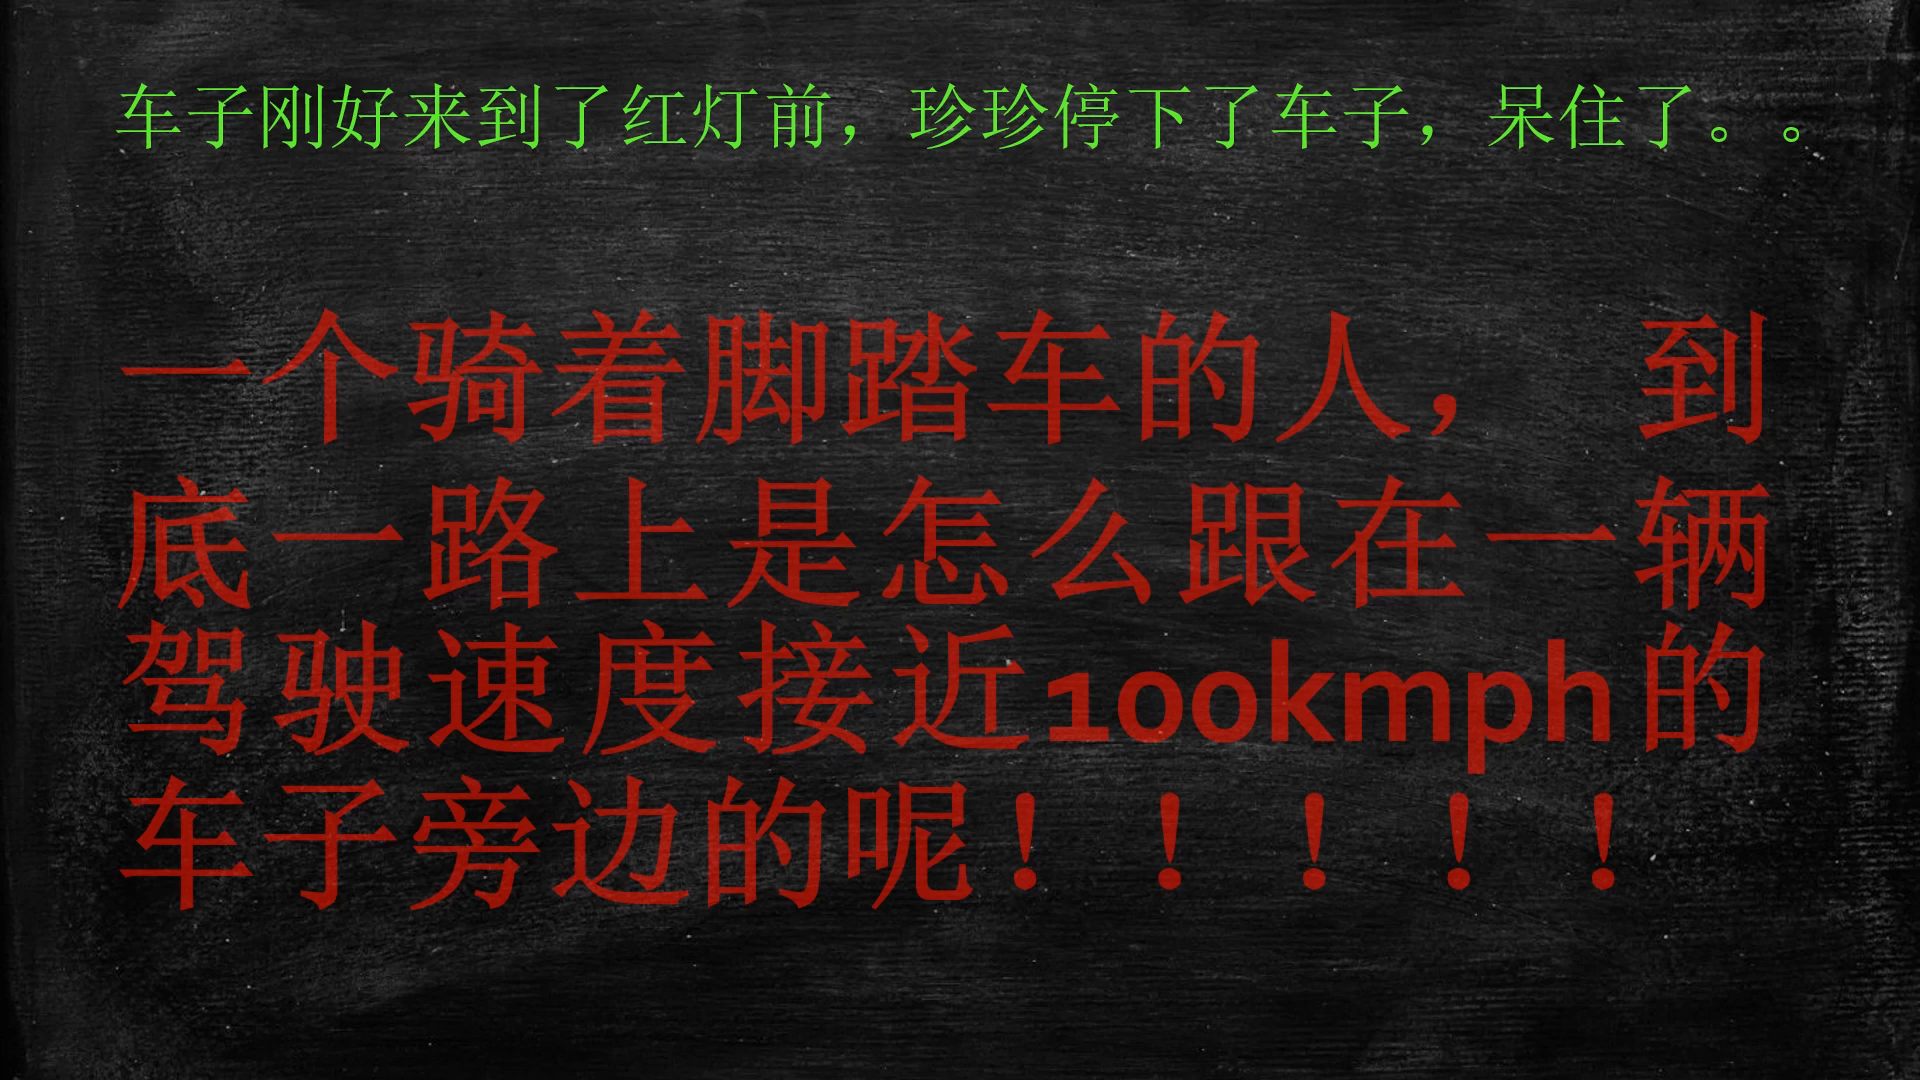 车子刚好来到了红灯前，珍珍停下了车子，呆住了。。
一个骑着脚踏车的人， 到
底一路上是怎么跟在一辆
驾驶速度接近100kmph的
车子旁边的呢！！！！！